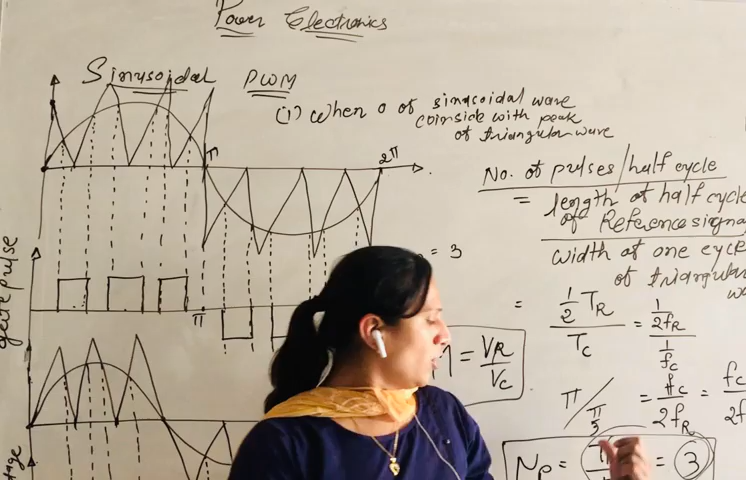 Power Electronics
Sinusoidal PWM
(i) When 0 of sinusoidal wave
coinside with peak
of triangular wave
π
2π
No. of pulses/half cycle
= length of half cycle
of Reference signal
width of one cycle
of triangular
= 3
gate pulse
π
= ½ T_R / T_C = 1/2f_R / 1/f_c
M = V_R / V_C
π/ = f_c / 2f_R = f_c / 2f
N_P = = 3